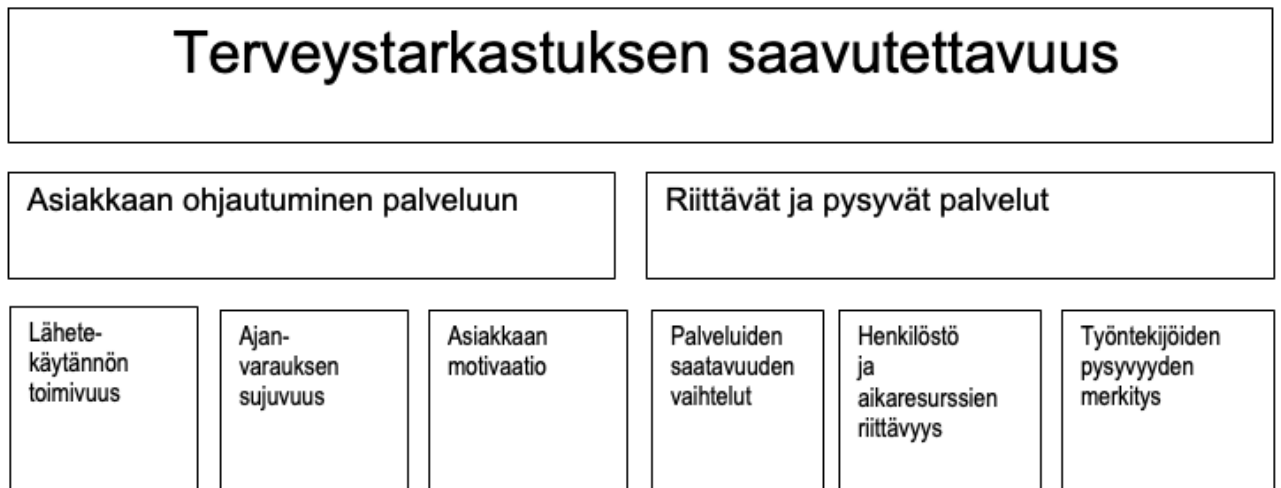 Terveystarkastuksen saavutettavuus
Asiakkaan ohjautuminen palveluun
Riittävät ja pysyvät palvelut
Lähete-
käytännön
toimivuus
Ajan-
varauksen
sujuvuus
Asiakkaan
motivaatio
Palveluiden
saatavuuden
vaihtelut
Henkilöstö
ja
aikaresurssien
riittävyys
Työntekijöiden
pysyvyyden
merkitys